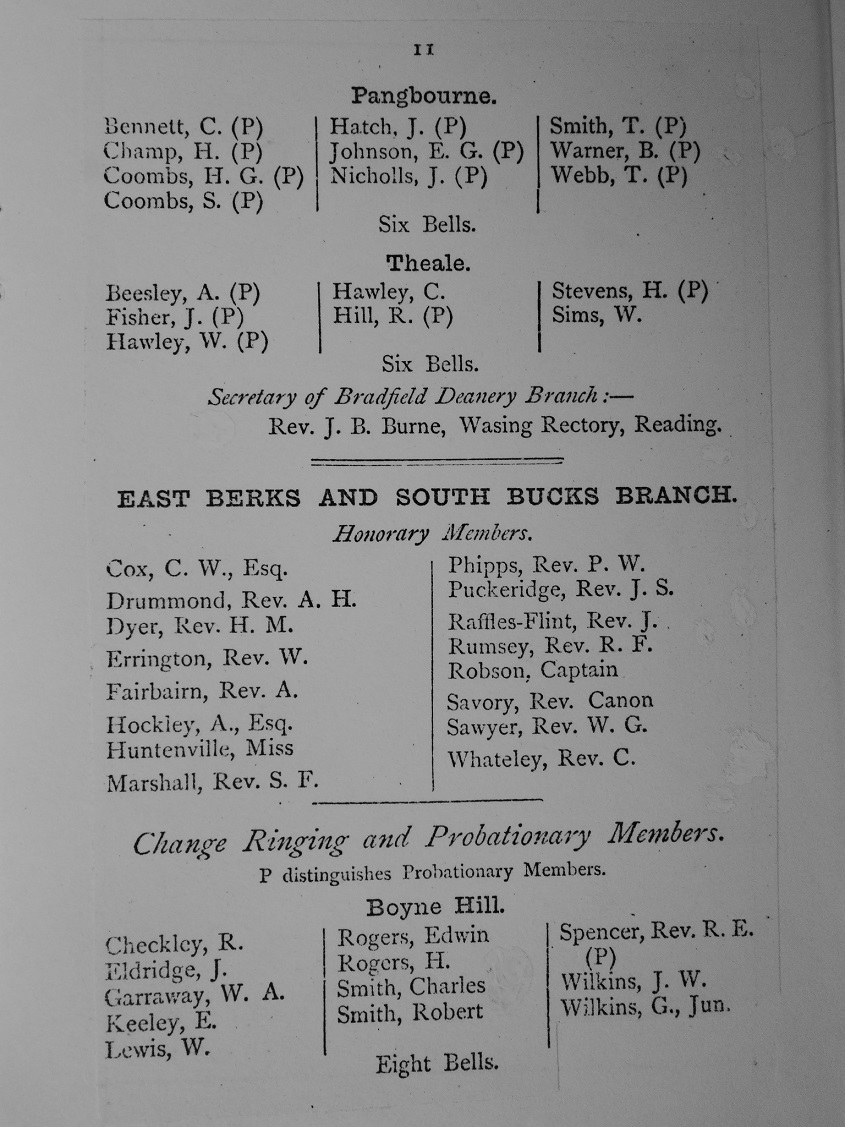 11
Pangbourne.
Bennett, C. (P)
Champ, H. (P)
Coombs, H. G. (P)
Coombs, S. (P)
Hatch, J. (P)
Johnson, E. G. (P)
Nicholls, J. (P)
Smith, T. (P)
Warner, B. (P)
Webb, T. (P)
Six Bells.
Theale.
Beesley, A. (P)
Fisher, J. (P)
Hawley, W. (P)
Hawley, C.
Hill, R. (P)
Stevens, H. (P)
Sims, W.
Six Bells.
Secretary of Bradfield Deanery Branch :—
Rev. J. B. Burne, Wasing Rectory, Reading.
EAST BERKS AND SOUTH BUCKS BRANCH.
Honorary Members.
Cox, C. W., Esq.
Drummond, Rev. A. H.
Dyer, Rev. H. M.
Errington, Rev. W.
Fairbairn, Rev. A.
Hockley, A., Esq.
Huntenville, Miss
Marshall, Rev. S. F.
Phipps, Rev. P. W.
Puckeridge, Rev. J. S.
Raffles-Flint, Rev. J.
Rumsey, Rev. R. F.
Robson, Captain
Savory, Rev. Canon
Sawyer, Rev. W. G.
Whateley, Rev. C.
Change Ringing and Probationary Members.
P distinguishes Probationary Members.
Boyne Hill.
Checkley, R.
Eldridge, J.
Garraway, W. A.
Keeley, E.
Lewis, W.
Rogers, Edwin
Rogers, H.
Smith, Charles
Smith, Robert
Spencer, Rev. R. E.
(P)
Wilkins, J. W.
Wilkins, G., Jun.
Eight Bells.